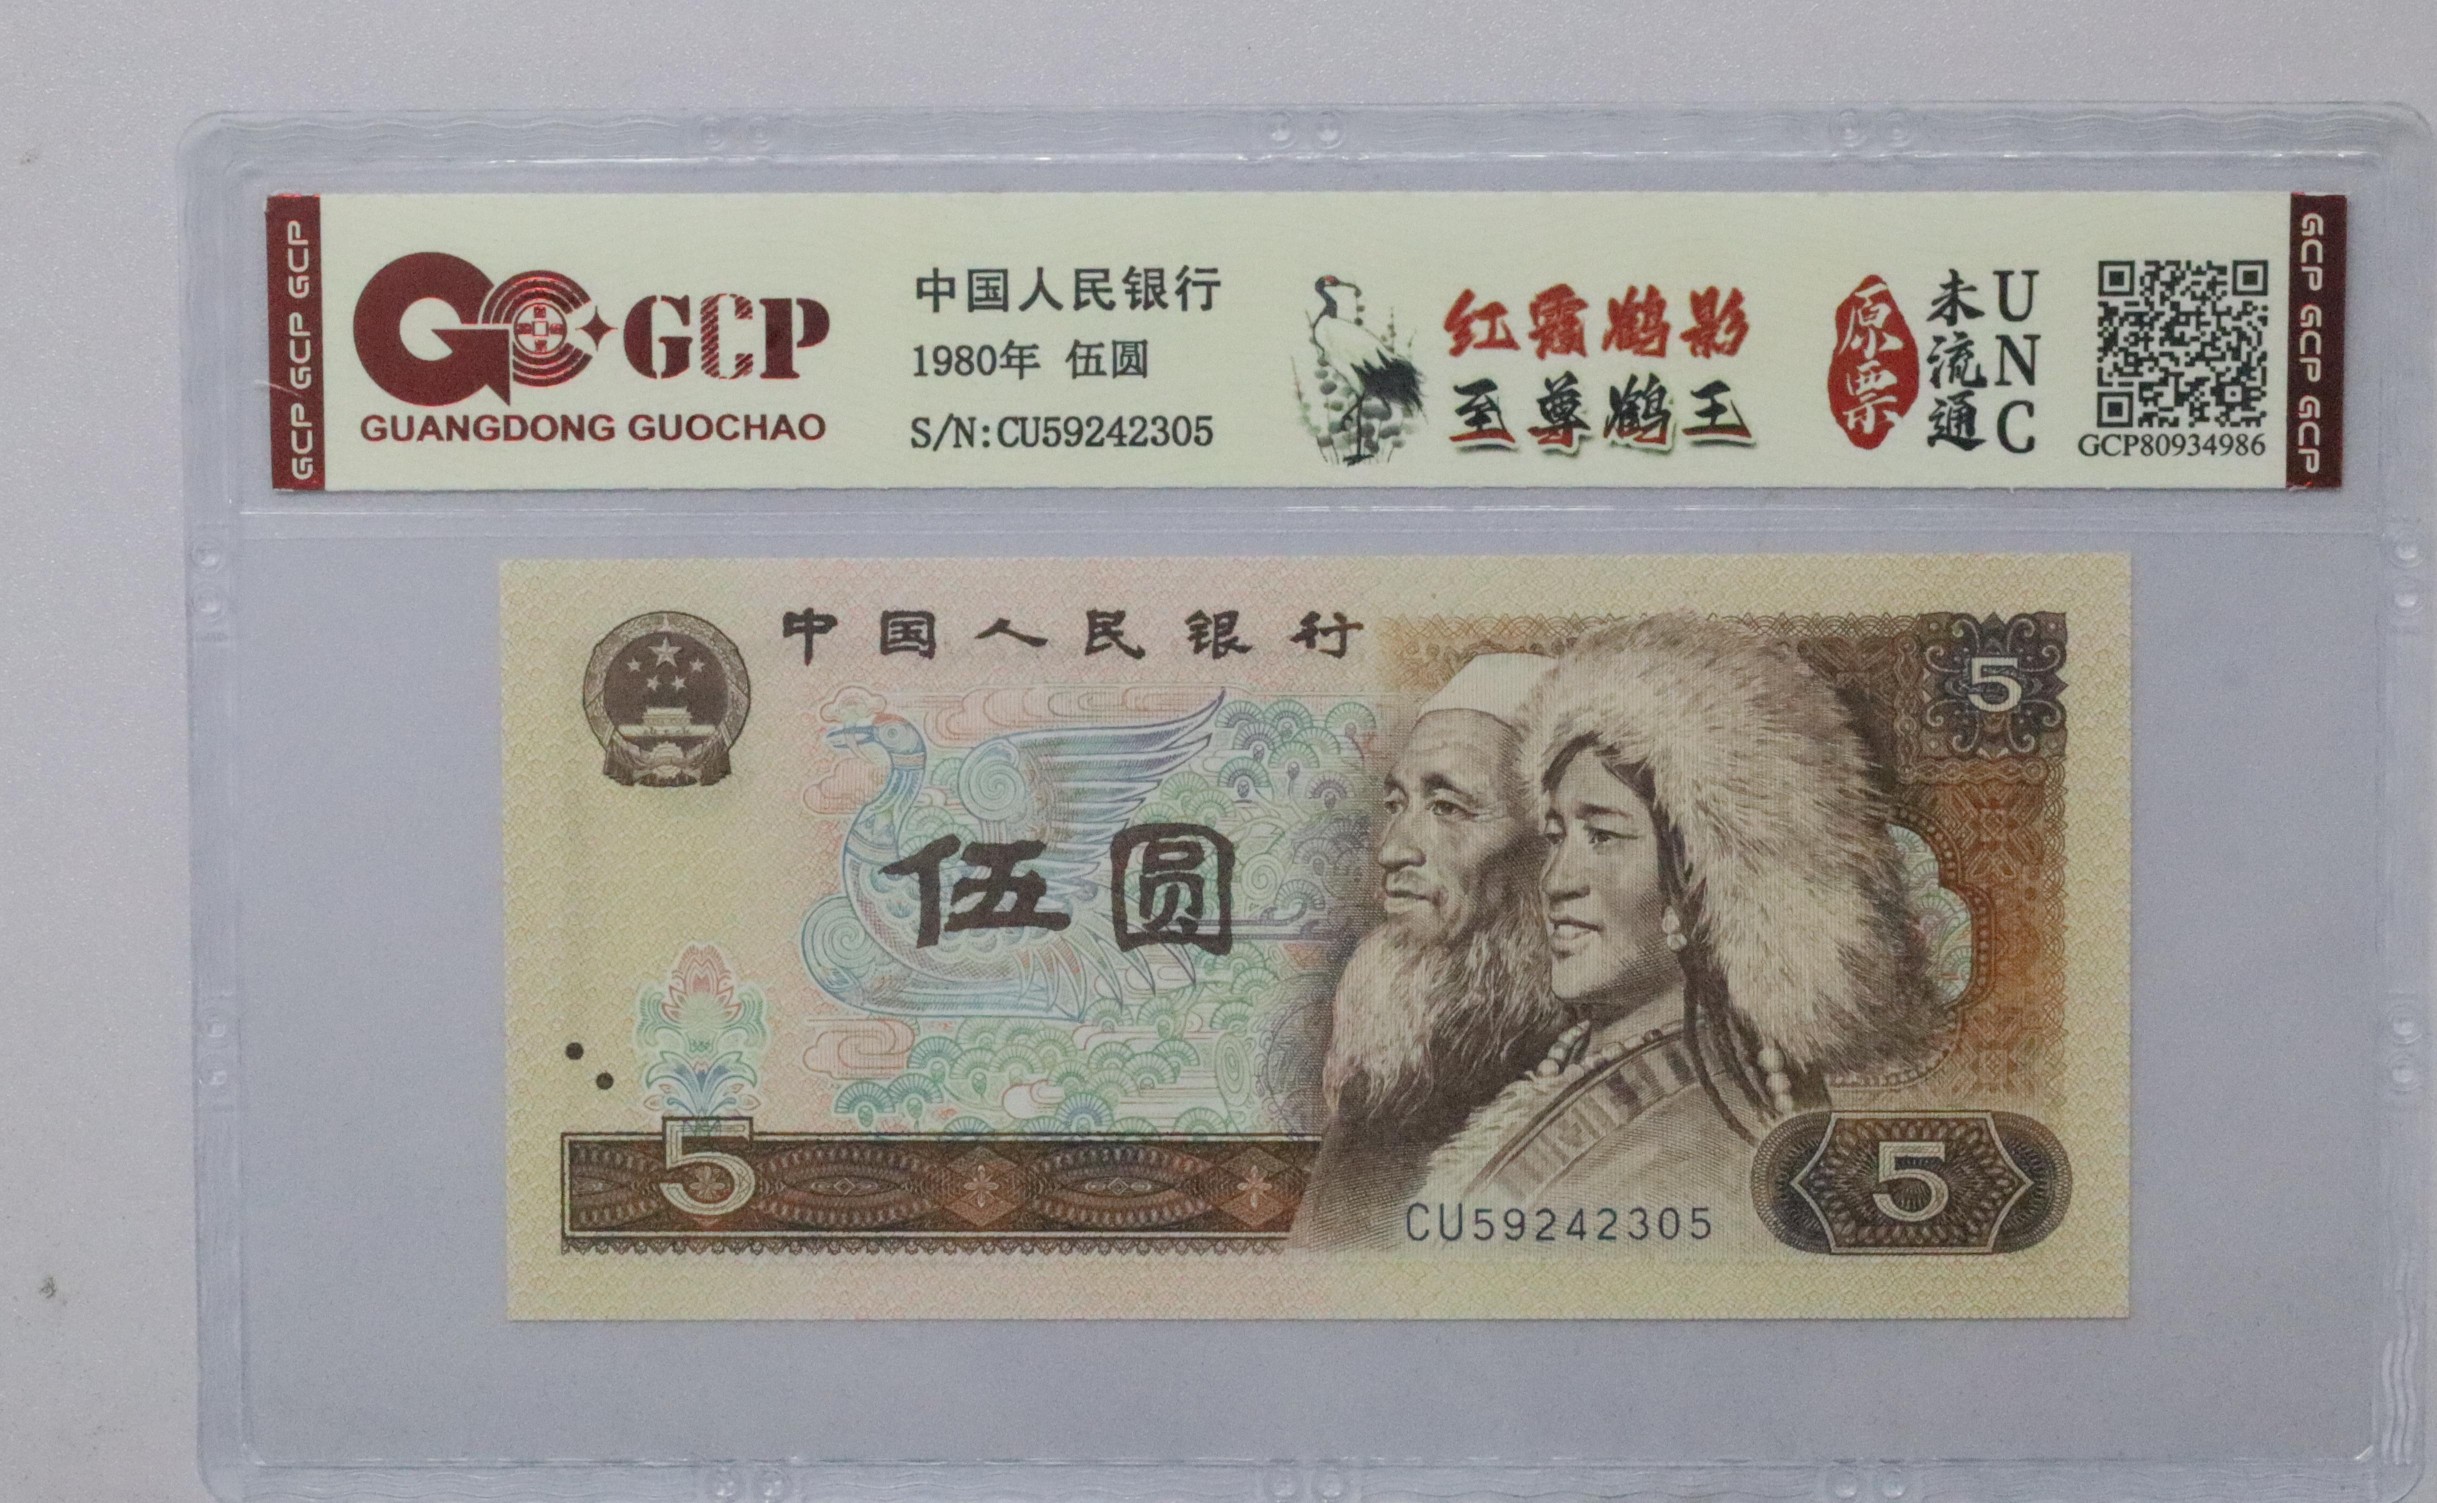 GCP GCP GCP
GCP
GUANGDONG GUOCHAO
中国人民银行
1980年 伍圆
S/N:CU59242305
红霞鹤影
至尊鹤王
原票
未流通
UNC
GCP80934986
GCP GCP GCP
中国人民银行
5
伍圆
5
CU59242305
5